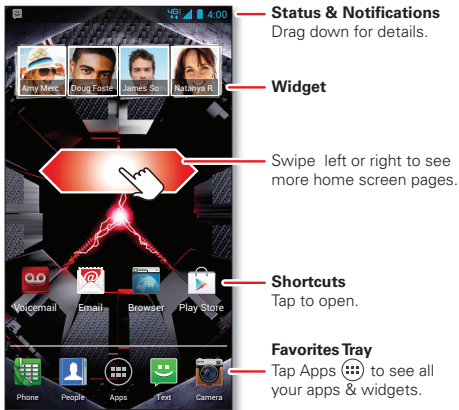 4G 4:00
Status & Notifications
Drag down for details.
Amy Merc Doug Foste James So Natanya R
Widget
Swipe left or right to see
more home screen pages.
Voicemail Email Browser Play Store
Shortcuts
Tap to open.
Favorites Tray
Tap Apps ( ) to see all
your apps & widgets.
Phone People Apps Text Camera